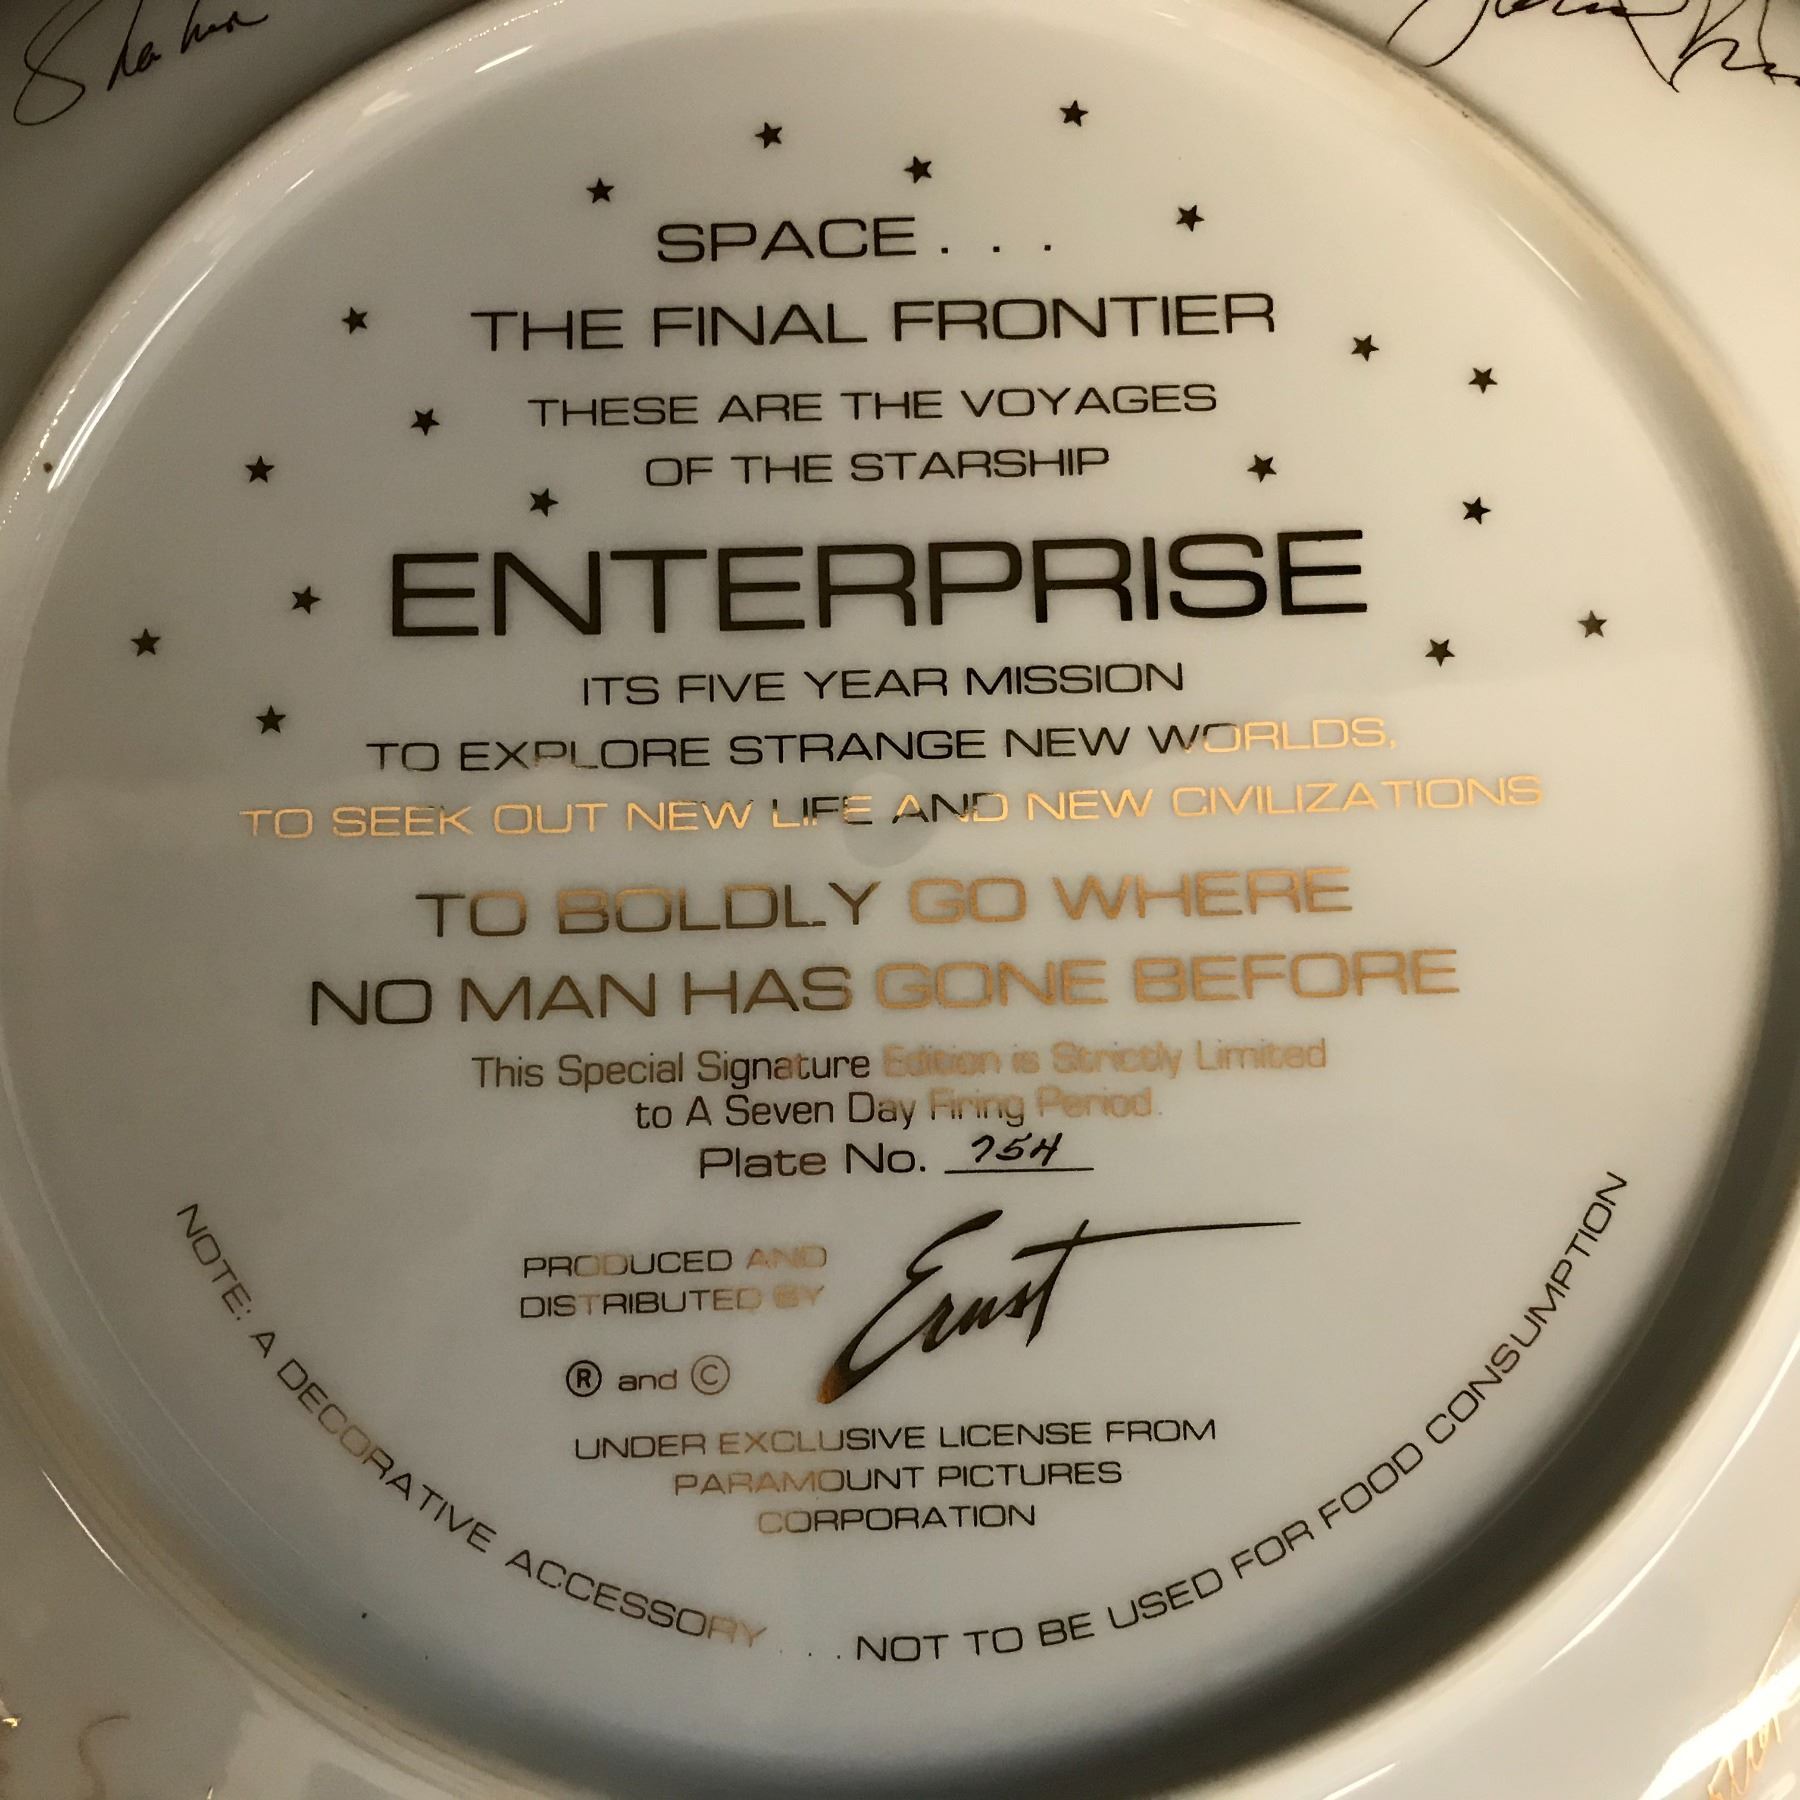 SPACE . . .
THE FINAL FRONTIER
THESE ARE THE VOYAGES
OF THE STARSHIP
ENTERPRISE
ITS FIVE YEAR MISSION
TO EXPLORE STRANGE NEW WORLDS,
TO SEEK OUT NEW LIFE AND NEW CIVILIZATIONS
TO BOLDLY GO WHERE
NO MAN HAS GONE BEFORE
This Special Signature Edition is Strictly Limited
to A Seven Day Firing Period.
Plate No. 754
PRODUCED AND
DISTRIBUTED BY
Ernst
® and ©
UNDER EXCLUSIVE LICENSE FROM
PARAMOUNT PICTURES
CORPORATION
NOTE: A DECORATIVE ACCESSORY . . . NOT TO BE USED FOR FOOD CONSUMPTION